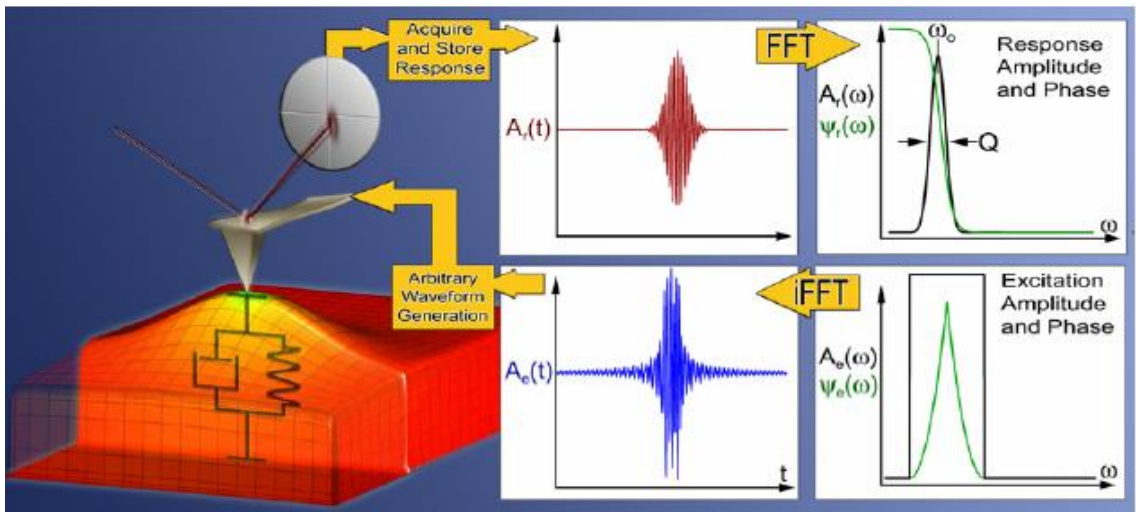 Acquire
and Store
Response
A_r(t)
FFT
ω_o
Response
Amplitude
and Phase
A_r(ω)
ψ_r(ω)
Q
ω
Arbitrary
Waveform
Generation
A_e(t)
t
iFFT
Excitation
Amplitude
and Phase
A_e(ω)
ψ_e(ω)
ω